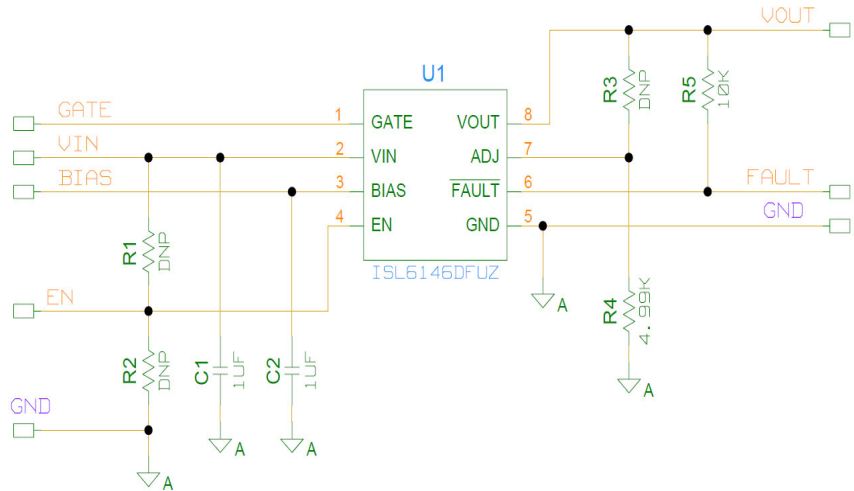 VOUT
U1
R3
DNP
R5
10K
GATE
1
GATE
VOUT
8
VIN
2
VIN
ADJ
7
BIAS
3
BIAS
FAULT
6
FAULT
4
EN
GND
5
GND
ISL6146DFUZ
R1
DNP
A
EN
R4
4.99K
R2
DNP
C1
1UF
C2
1UF
A
GND
A
A
A